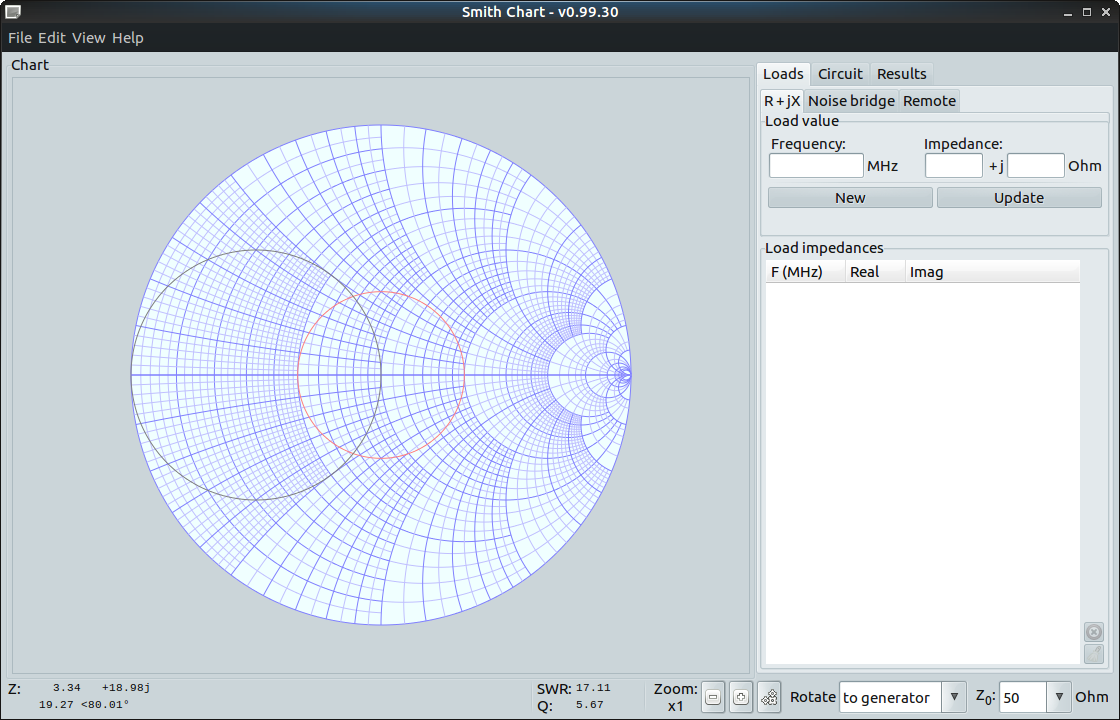 Smith Chart - v0.99.30
File Edit View Help
Chart
Loads Circuit Results
R + jX Noise bridge Remote
Load value
Frequency: Impedance:
MHz +j Ohm
New Update
Load impedances
F (MHz) Real Imag
Z: 3.34 +18.98j
19.27 <80.01°
SWR: 17.11
Q: 5.67
Zoom:
x1
Rotate to generator Z0: 50 Ohm